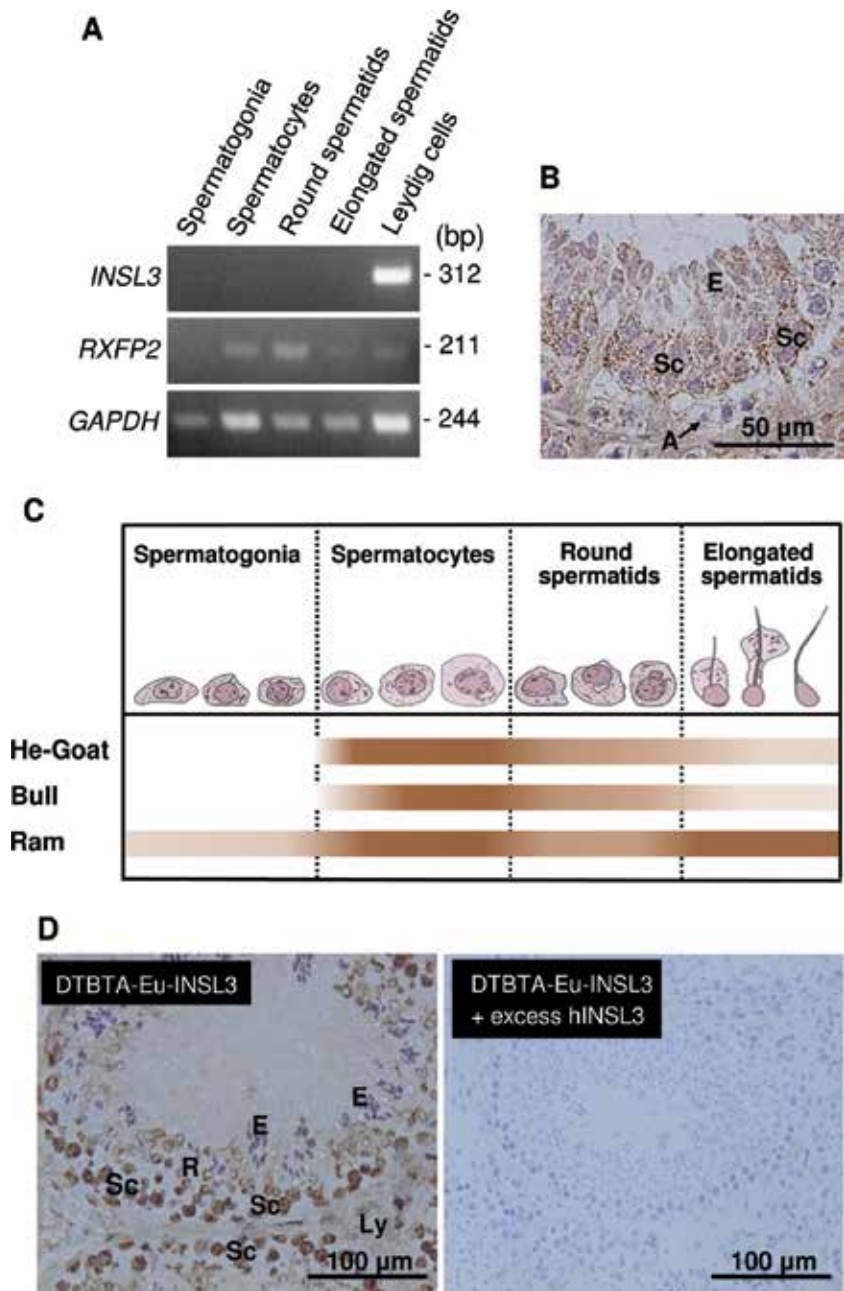 A
Spermatogonia
Spermatocytes
Round spermatids
Elongated spermatids
Leydig cells
(bp)
INSL3
- 312
RXFP2
- 211
GAPDH
- 244
B
E
Sc
Sc
A
50 µm
C
Spermatogonia
Spermatocytes
Round
spermatids
Elongated
spermatids
He-Goat
Bull
Ram
D
DTBTA-Eu-INSL3
E
E
R
Sc
Sc
Ly
Sc
100 µm
DTBTA-Eu-INSL3
+ excess hINSL3
100 µm